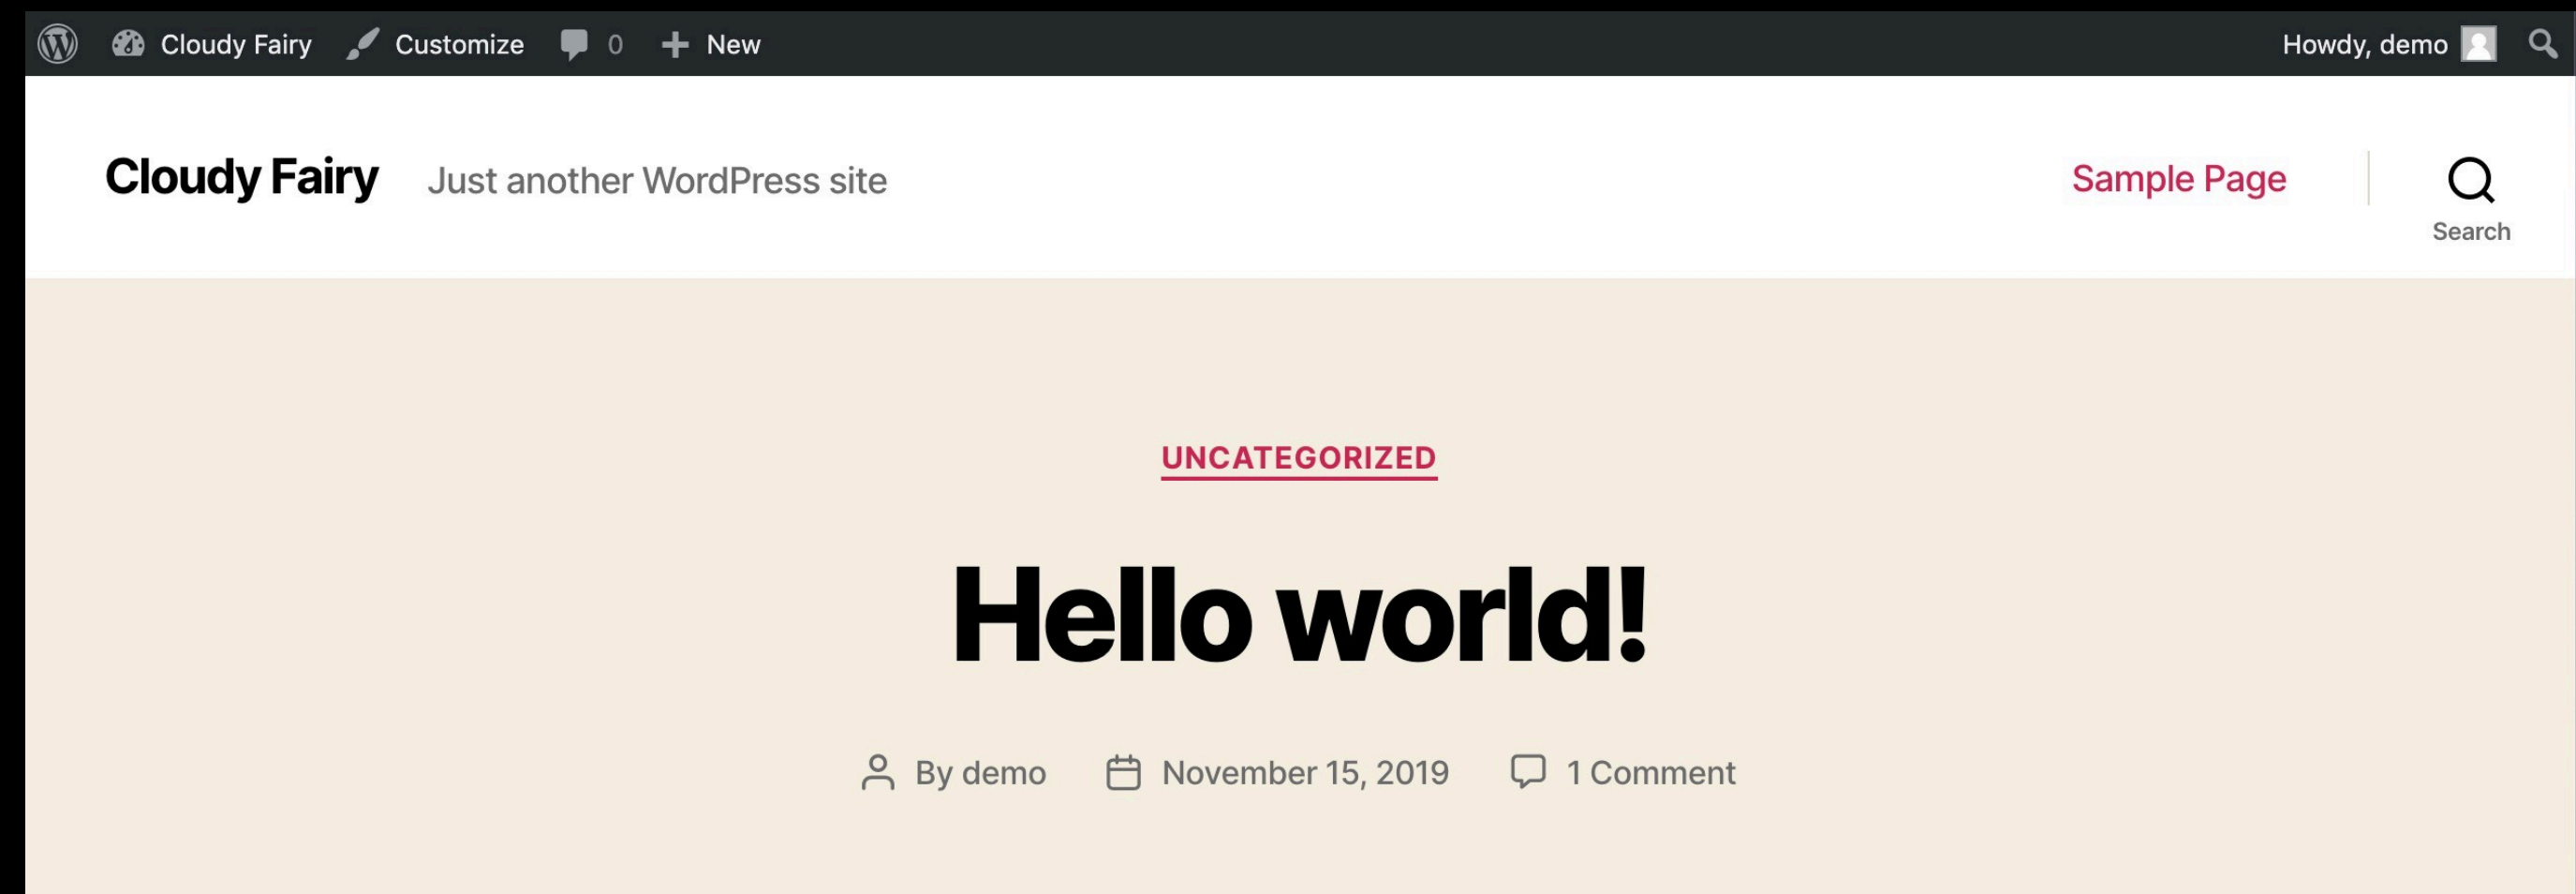 Cloudy Fairy Customize 0 New Howdy, demo
Cloudy Fairy Just another WordPress site Sample Page
Search
UNCATEGORIZED
Hello world!
By demo November 15, 2019 1 Comment